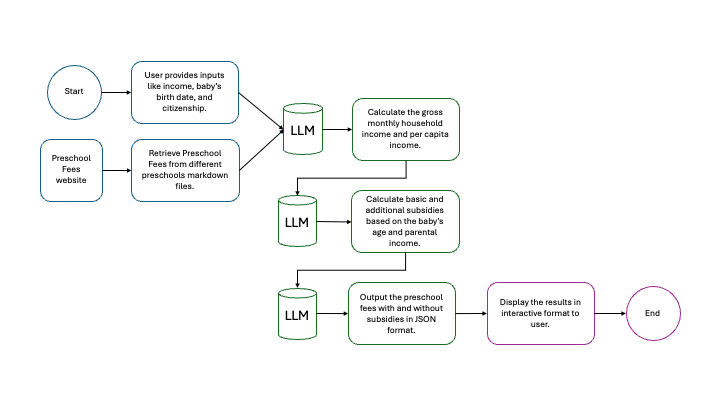 Start
User provides inputs
like income, baby's
birth date, and
citizenship.
Preschool
Fees
website
Retrieve Preschool
Fees from different
preschools markdown
files.
LLM
Calculate the gross
monthly household
income and per capita
income.
LLM
Calculate basic and
additional subsidies
based on the baby's
age and parental
income.
LLM
Output the preschool
fees with and without
subsidies in JSON
format.
Display the results in
interactive format to
user.
End